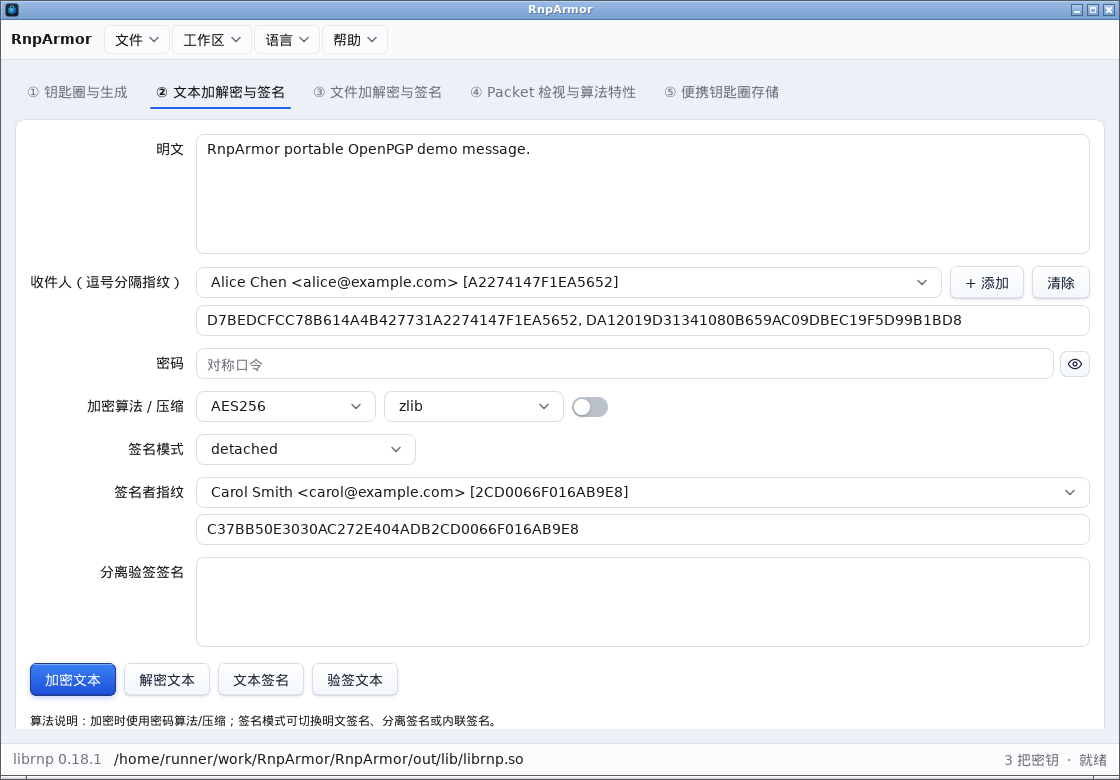 RnpArmor
RnpArmor 文件 工作区 语言 帮助
① 钥匙圈与生成 ② 文本加解密与签名 ③ 文件加解密与签名 ④ Packet 检视与算法特性 ⑤ 便携钥匙圈存储
明文 RnpArmor portable OpenPGP demo message.
收件人（逗号分隔指纹） Alice Chen <alice@example.com> [A2274147F1EA5652] + 添加 清除
D7BEDCFCC78B614A4B427731A2274147F1EA5652, DA12019D31341080B659AC09DBEC19F5D99B1BD8
密码 对称口令
加密算法 / 压缩 AES256 zlib
签名模式 detached
签名者指纹 Carol Smith <carol@example.com> [2CD0066F016AB9E8]
C37BB50E3030AC272E404ADB2CD0066F016AB9E8
分离验签签名
加密文本 解密文本 文本签名 验签文本
算法说明：加密时使用密码算法/压缩；签名模式可切换明文签名、分离签名或内联签名。
librnp 0.18.1 /home/runner/work/RnpArmor/RnpArmor/out/lib/librnp.so 3 把密钥 · 就绪